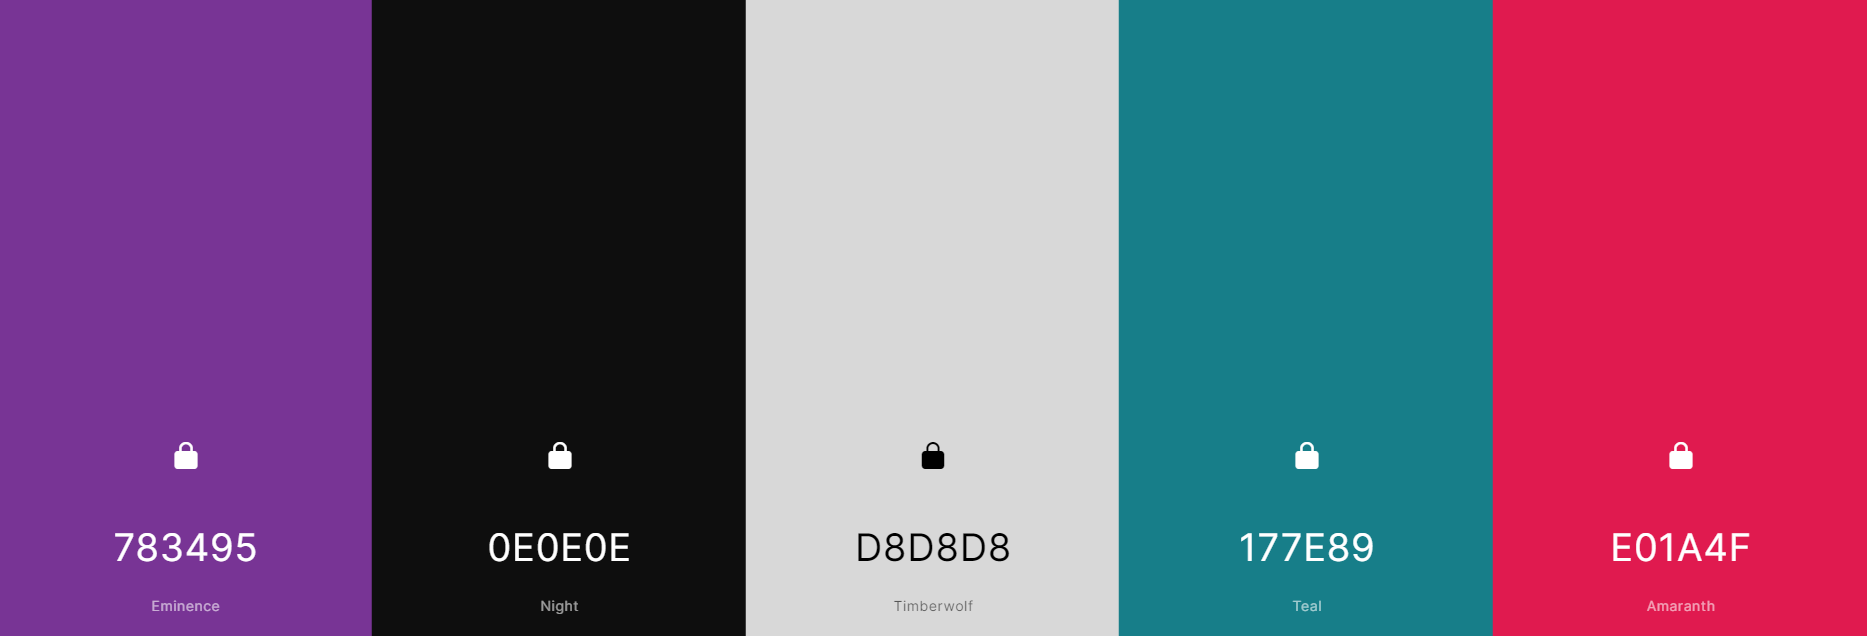 783495
Eminence
0E0E0E
Night
D8D8D8
Timberwolf
177E89
Teal
E01A4F
Amaranth